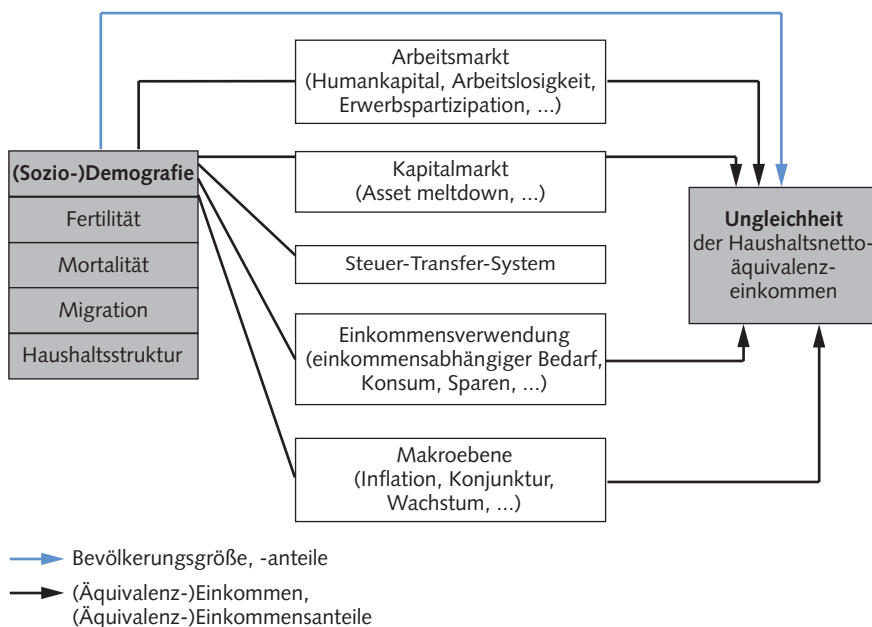 Arbeitsmarkt
(Humankapital, Arbeitslosigkeit,
Erwerbspartizipation, ...)
(Sozio-)Demografie
Fertilität
Mortalität
Migration
Haushaltsstruktur
Kapitalmarkt
(Asset meltdown, ...)
Steuer-Transfer-System
Einkommensverwendung
(einkommensabhängiger Bedarf,
Konsum, Sparen, ...)
Makroebene
(Inflation, Konjunktur,
Wachstum, ...)
Ungleichheit
der Haushaltsnetto-
äquivalenz-
einkommen
Bevölkerungsgröße, -anteile
(Äquivalenz-)Einkommen,
(Äquivalenz-)Einkommensanteile